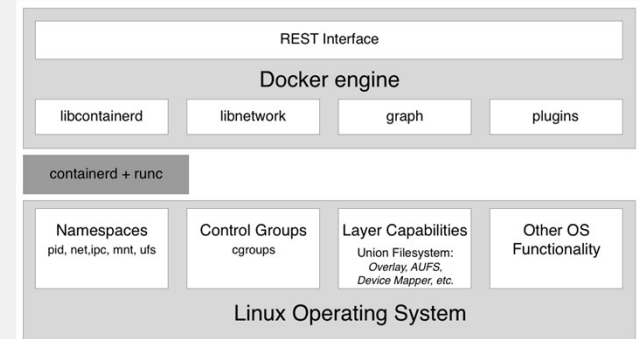 REST Interface
Docker engine
libcontainerd
libnetwork
graph
plugins
containerd + runc
Namespaces
pid, net,ipc, mnt, ufs
Control Groups
cgroups
Layer Capabilities
Union Filesystem:
Overlay, AUFS,
Device Mapper, etc.
Other OS
Functionality
Linux Operating System